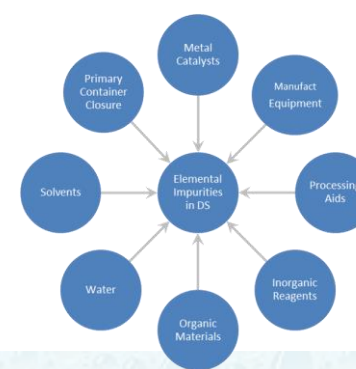 Metal
Catalysts
Primary
Container
Closure
Manufact
Equipment
Elemental
Impurities
in DS
Solvents
Processing
Aids
Water
Inorganic
Reagents
Organic
Materials